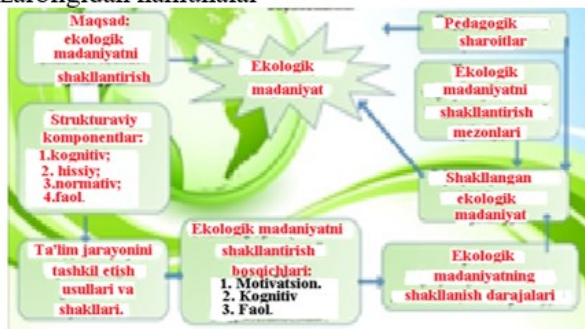 Maqsad:
ekologik
madaniyatni
shakllantirish
Ekologik
madaniyat
Pedagogik
sharoitlar
Ekologik
madaniyatni
shakllantirish
mezonlari
Strukturaviy
komponentlar:
1.kognitiv;
2. hissiy;
3.normativ;
4.faol.
Shakllangan
ekologik
madaniyat
Ta'lim jarayonini
tashkil etish
usullari va
shakllari.
Ekologik madaniyatni
shakllantirish
bosqichlari:
1. Motivatsion.
2. Kognitiv
3. Faol.
Ekologik
madaniyatning
shakllanish darajalari